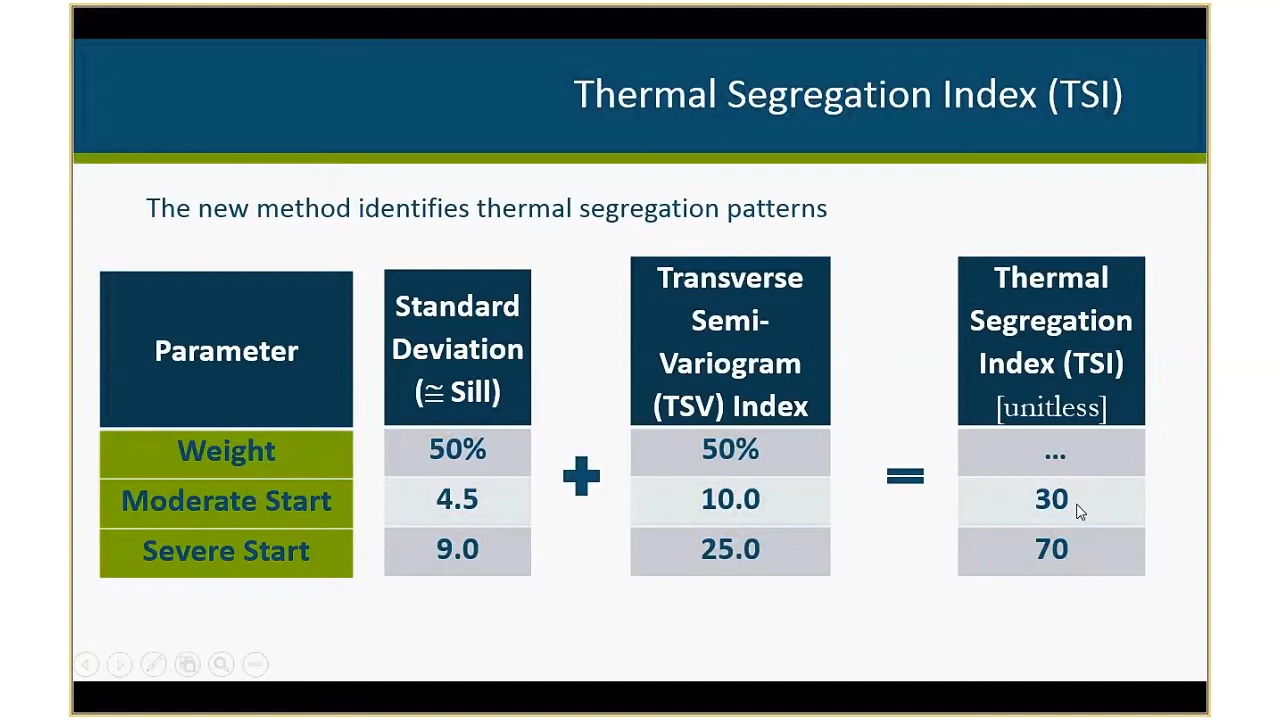 Thermal Segregation Index (TSI)
The new method identifies thermal segregation patterns
Parameter
Weight
Moderate Start
Severe Start
Standard
Deviation
(≅ Sill)
50%
4.5
9.0
+
Transverse
Semi-
Variogram
(TSV) Index
50%
10.0
25.0
=
Thermal
Segregation
Index (TSI)
[unitless]
...
30
70